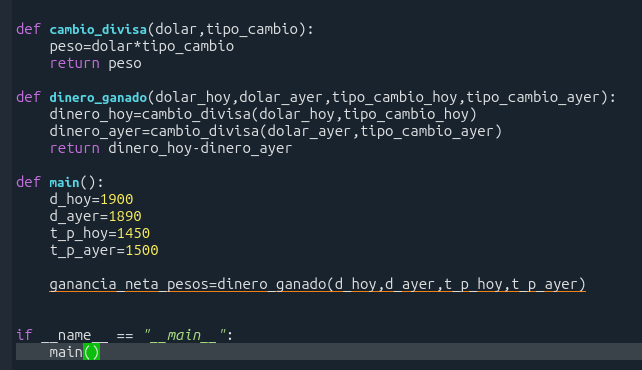 def cambio_divisa(dolar,tipo_cambio):
    peso=dolar*tipo_cambio
    return peso
def dinero_ganado(dolar_hoy,dolar_ayer,tipo_cambio_hoy,tipo_cambio_ayer):
    dinero_hoy=cambio_divisa(dolar_hoy,tipo_cambio_hoy)
    dinero_ayer=cambio_divisa(dolar_ayer,tipo_cambio_ayer)
    return dinero_hoy-dinero_ayer
def main():
    d_hoy=1900
    d_ayer=1890
    t_p_hoy=1450
    t_p_ayer=1500
    ganancia_neta_pesos=dinero_ganado(d_hoy,d_ayer,t_p_hoy,t_p_ayer)
if __name__ == "__main__":
    main()